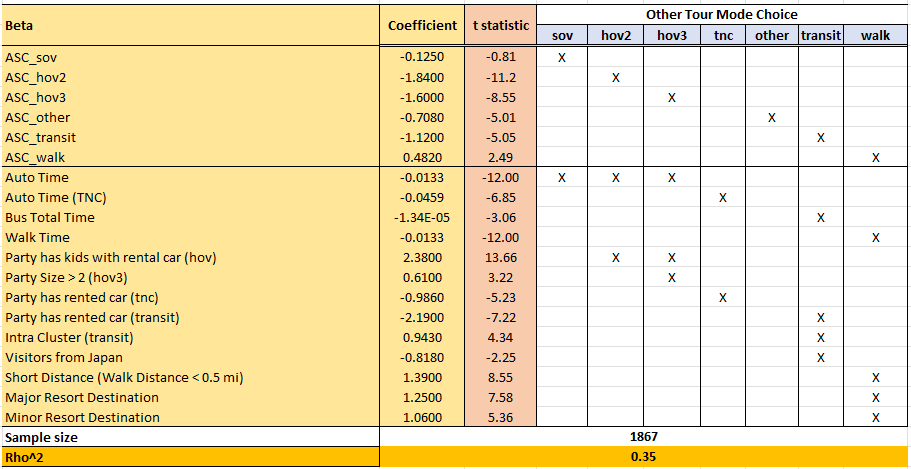 Beta Coefficient t statistic Other Tour Mode Choice
sov hov2 hov3 tnc other transit walk
ASC_sov -0.1250 -0.81 X
ASC_hov2 -1.8400 -11.2 X
ASC_hov3 -1.6000 -8.55 X
ASC_other -0.7080 -5.01 X
ASC_transit -1.1200 -5.05 X
ASC_walk 0.4820 2.49 X
Auto Time -0.0133 -12.00 X X X
Auto Time (TNC) -0.0459 -6.85 X
Bus Total Time -1.34E-05 -3.06 X
Walk Time -0.0133 -12.00 X
Party has kids with rental car (hov) 2.3800 13.66 X X
Party Size > 2 (hov3) 0.6100 3.22 X
Party has rented car (tnc) -0.9860 -5.23 X
Party has rented car (transit) -2.1900 -7.22 X
Intra Cluster (transit) 0.9430 4.34 X
Visitors from Japan -0.8180 -2.25 X
Short Distance (Walk Distance < 0.5 mi) 1.3900 8.55 X
Major Resort Destination 1.2500 7.58 X
Minor Resort Destination 1.0600 5.36 X
Sample size 1867
Rho^2 0.35